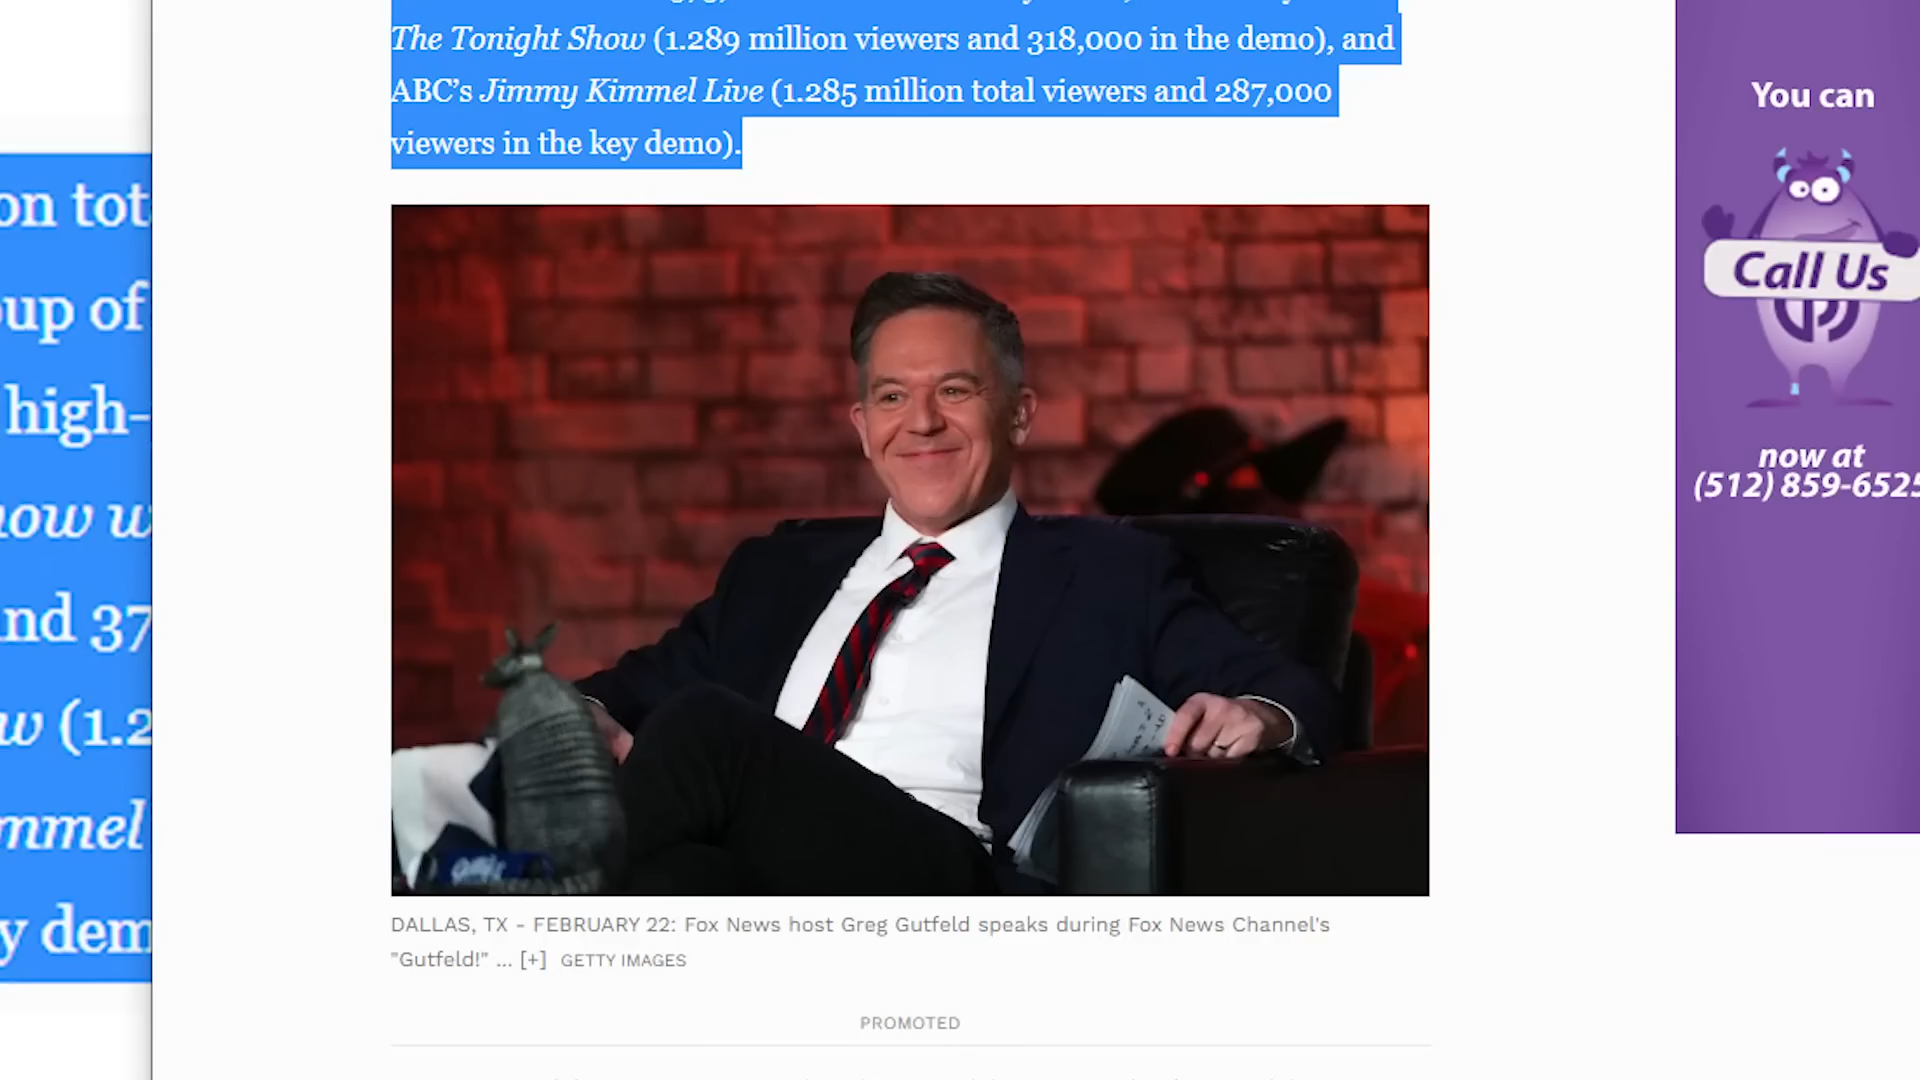 The Tonight Show (1.289 million viewers and 318,000 in the demo), and
ABC’s Jimmy Kimmel Live (1.285 million total viewers and 287,000
viewers in the key demo).
on tot
oup of
high-
how w
nd 37
w (1.2
mmel
y dem
DALLAS, TX - FEBRUARY 22: Fox News host Greg Gutfeld speaks during Fox News Channel's
"Gutfeld!" ... [+] GETTY IMAGES
PROMOTED
You can
Call Us
now at
(512) 859-6525